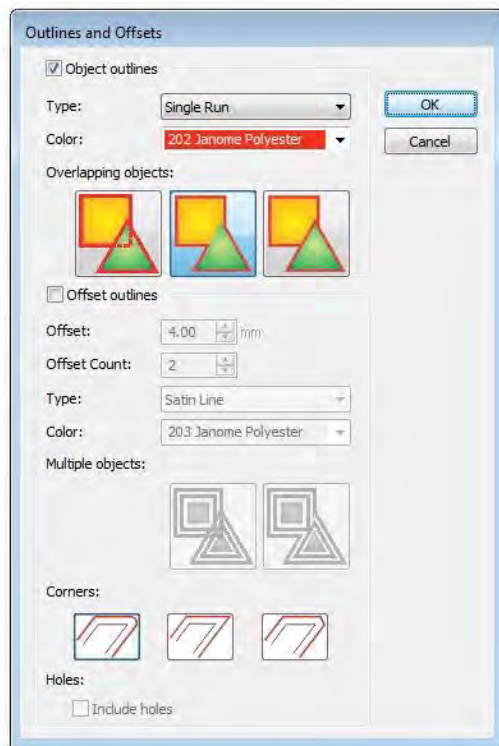 Outlines and Offsets
Object outlines
Type: Single Run OK
Color: 202 Janome Polyester Cancel
Overlapping objects:
Offset outlines
Offset: 4.00 mm
Offset Count: 2
Type: Satin Line
Color: 203 Janome Polyester
Multiple objects:
Corners:
Holes:
Include holes